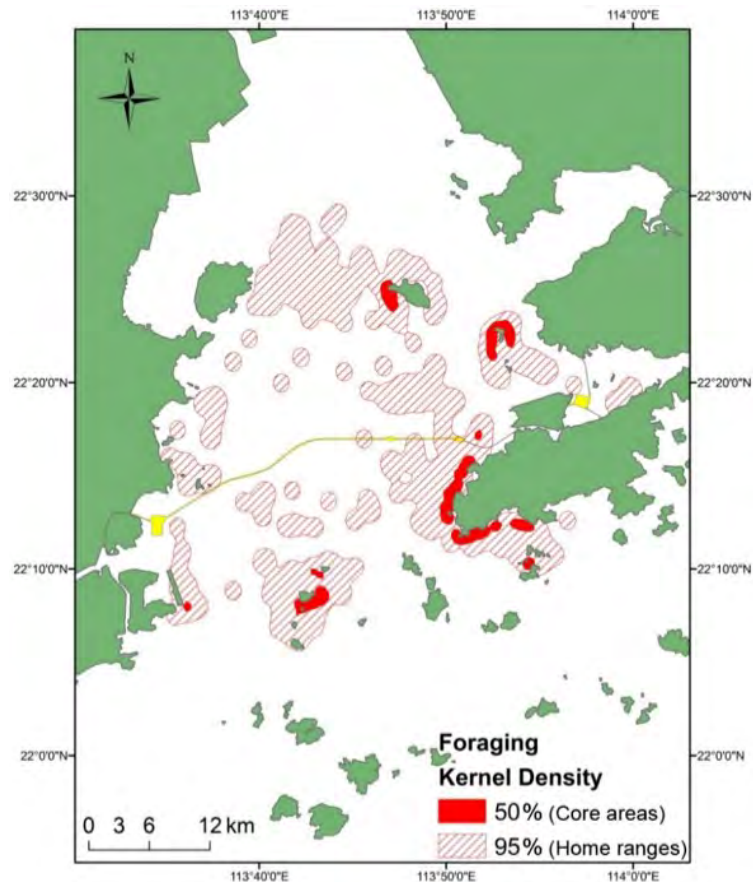 113°40'0"E 113°50'0"E 114°0'0"E
N
22°30'0"N 22°30'0"N
22°20'0"N 22°20'0"N
22°10'0"N 22°10'0"N
22°0'0"N 22°0'0"N
Foraging
Kernel Density
50% (Core areas)
95% (Home ranges)
0 3 6 12 km
113°40'0"E 113°50'0"E 114°0'0"E